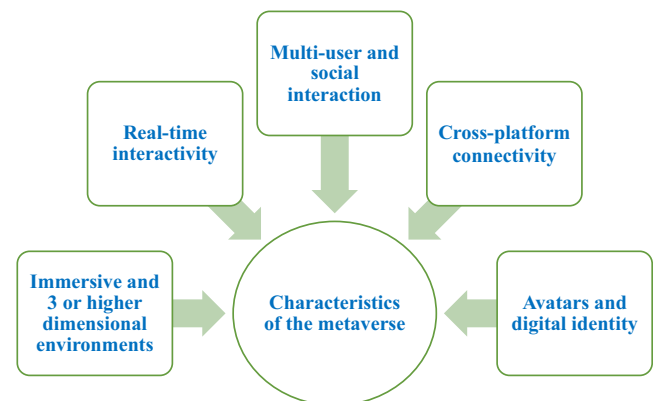 Multi-user and
social
interaction
Real-time
interactivity
Cross-platform
connectivity
Immersive and
3 or higher
dimensional
environments
Characteristics
of the metaverse
Avatars and
digital identity